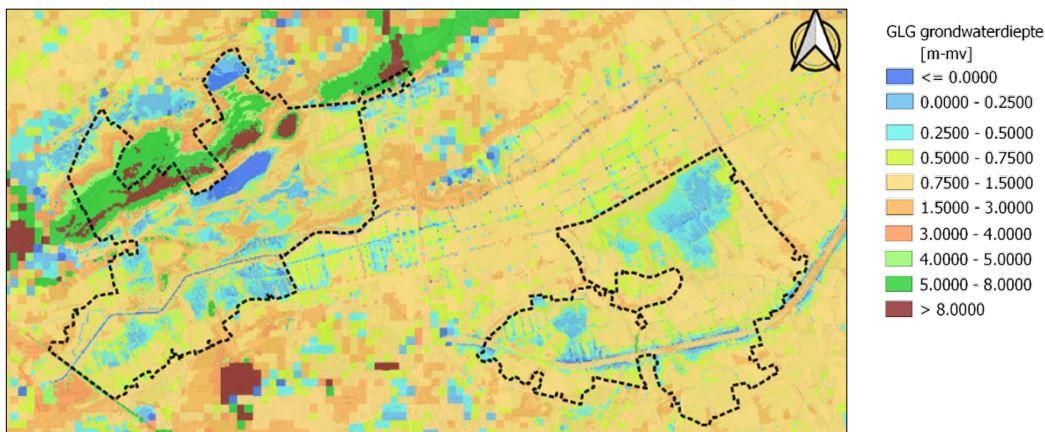 GLG grondwaterdiepte
[m-mv]
<= 0.0000
0.0000 - 0.2500
0.2500 - 0.5000
0.5000 - 0.7500
0.7500 - 1.5000
1.5000 - 3.0000
3.0000 - 4.0000
4.0000 - 5.0000
5.0000 - 8.0000
> 8.0000